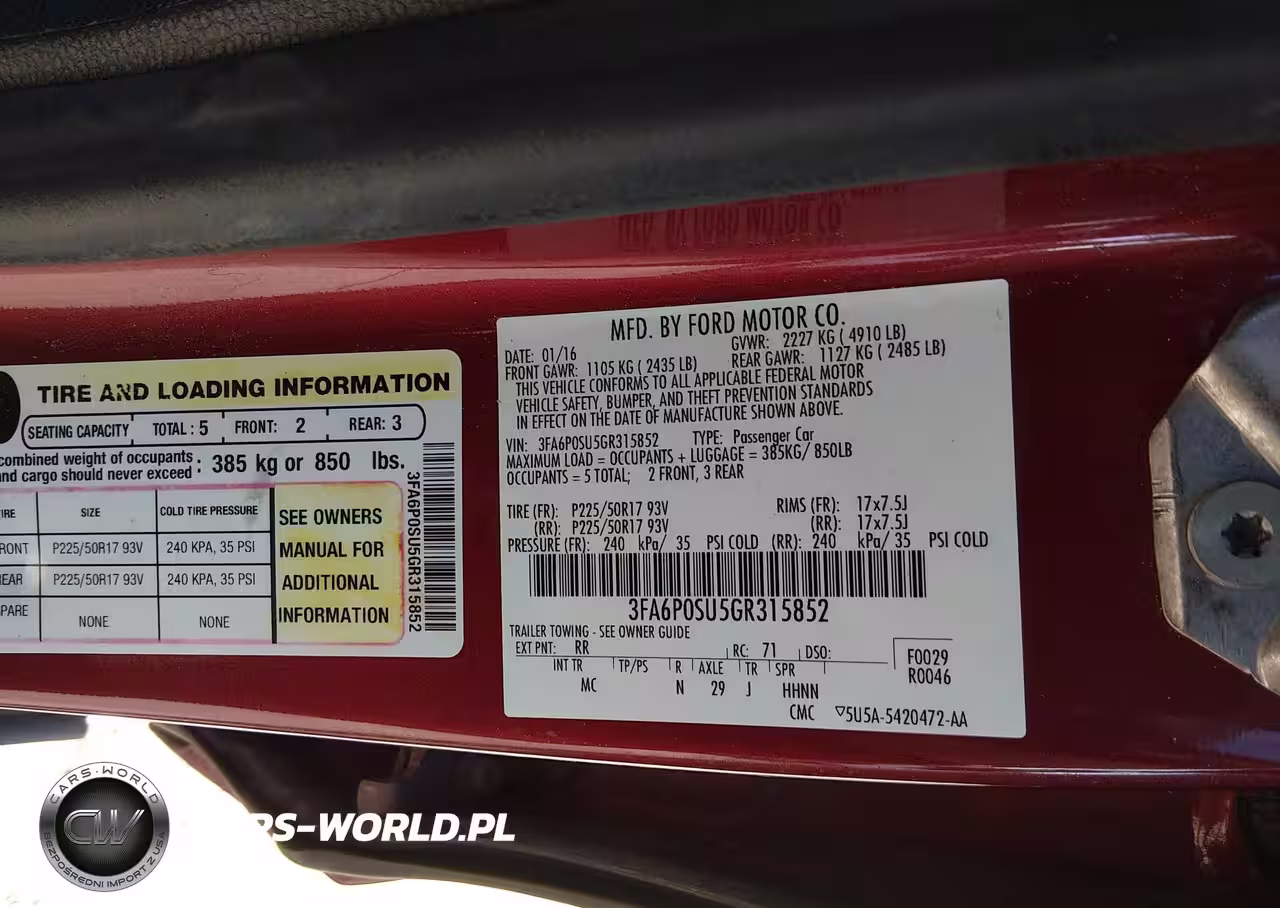 TIRE AND LOADING INFORMATION
SEATING CAPACITY TOTAL : 5 FRONT: 2 REAR: 3
combined weight of occupants
and cargo should never exceed : 385 kg or 850 lbs.
SIZE COLD TIRE PRESSURE
P225/50R17 93V 240 KPA, 35 PSI
P225/50R17 93V 240 KPA, 35 PSI
NONE NONE
SEE OWNERS
MANUAL FOR
ADDITIONAL
INFORMATION
3FA6P0SU5GR315852
MFD. BY FORD MOTOR CO.
DATE: 01/16 GVWR: 2227 KG ( 4910 LB)
FRONT GAWR: 1105 KG ( 2435 LB) REAR GAWR: 1127 KG ( 2485 LB)
THIS VEHICLE CONFORMS TO ALL APPLICABLE FEDERAL MOTOR
VEHICLE SAFETY, BUMPER, AND THEFT PREVENTION STANDARDS
IN EFFECT ON THE DATE OF MANUFACTURE SHOWN ABOVE.
VIN: 3FA6P0SU5GR315852 TYPE: Passenger Car
MAXIMUM LOAD = OCCUPANTS + LUGGAGE = 385KG/ 850LB
OCCUPANTS = 5 TOTAL; 2 FRONT, 3 REAR
TIRE (FR): P225/50R17 93V RIMS (FR): 17x7.5J
(RR): P225/50R17 93V (RR): 17x7.5J
PRESSURE (FR): 240 kPa/ 35 PSI COLD (RR): 240 kPa/ 35 PSI COLD
3FA6P0SU5GR315852
TRAILER TOWING - SEE OWNER GUIDE
EXT PNT: RR RC: 71 DSO:
INT TR TP/PS R AXLE TR SPR
MC N 29 J HHNN
F0029
R0046
CMC ▽5U5A-5420472-AA
CARS-WORLD
CW
BEZPOŚREDNI IMPORT Z USA
CARS-WORLD.PL